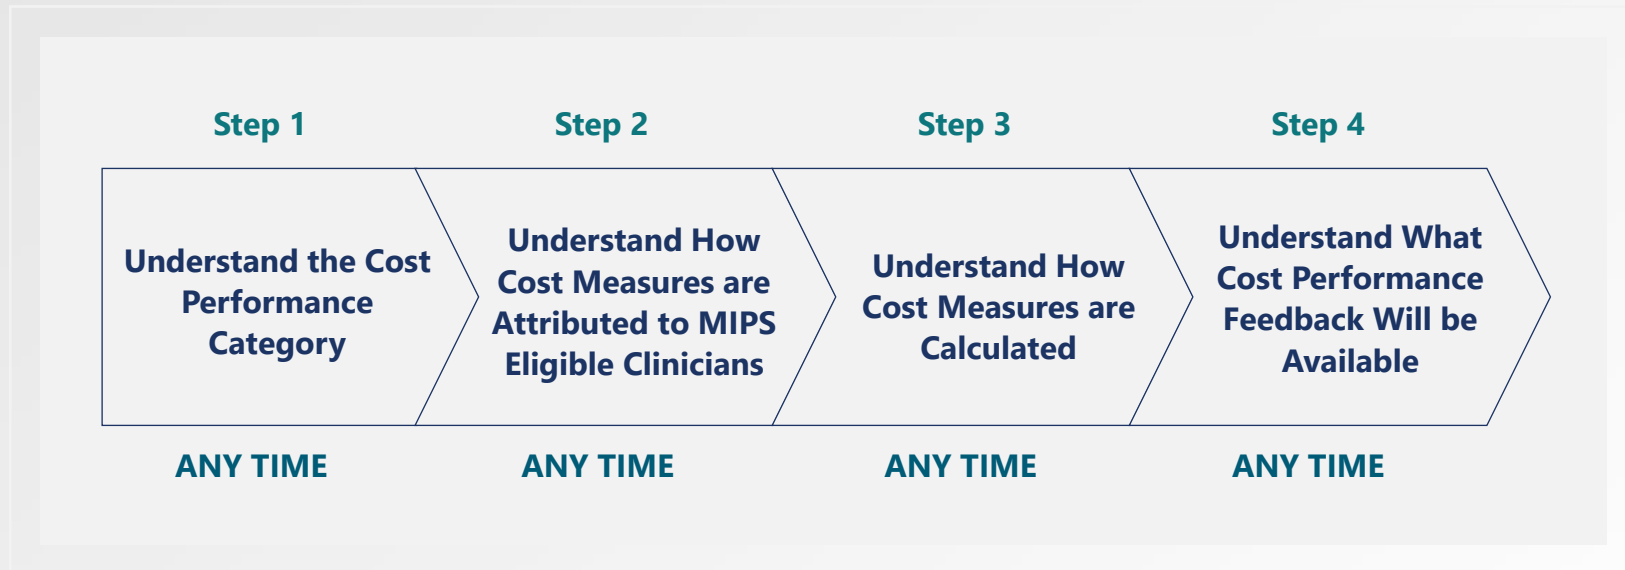 Step 1
Understand the Cost
Performance
Category
ANY TIME
Step 2
Understand How
Cost Measures are
Attributed to MIPS
Eligible Clinicians
ANY TIME
Step 3
Understand How
Cost Measures are
Calculated
ANY TIME
Step 4
Understand What
Cost Performance
Feedback Will be
Available
ANY TIME